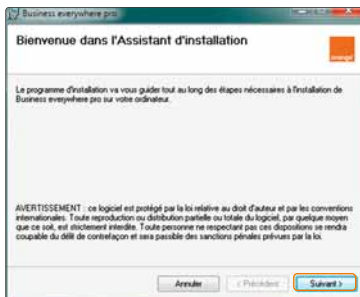 Business everywhere pro
Bienvenue dans l'Assistant d'installation
orange
Le programme d'installation va vous guider tout au long des étapes nécessaires à l'installation de
Business everywhere pro sur votre ordinateur.
AVERTISSEMENT : ce logiciel est protégé par la loi relative au droit d'auteur et par les conventions
internationales. Toute reproduction ou distribution partielle ou totale du logiciel, par quelque moyen
que ce soit, est strictement interdite. Toute personne ne respectant pas ces dispositions se rendra
coupable du délit de contrefaçon et sera passible des sanctions pénales prévues par la loi.
Annuler < Précédent Suivant >